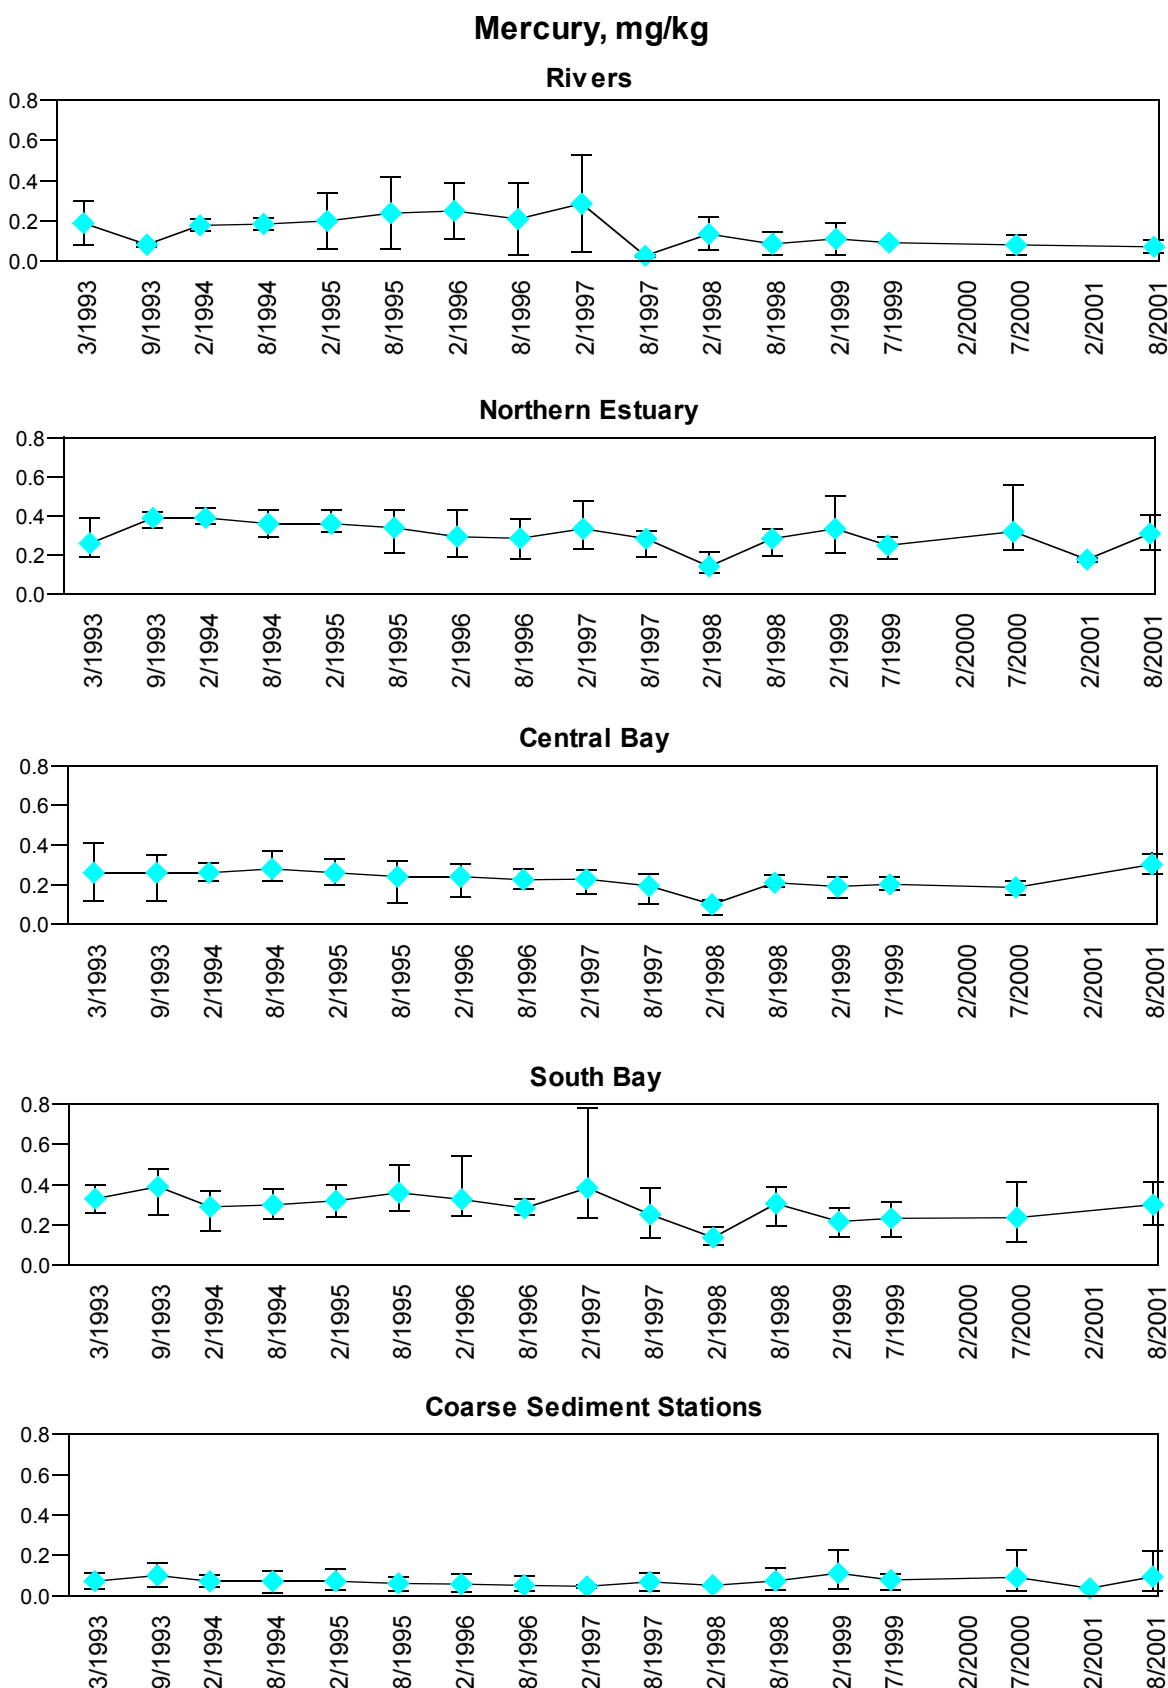 Mercury, mg/kg
Rivers
0.8
0.6
0.4
0.2
0.0
3/1993 9/1993 2/1994 8/1994 2/1995 8/1995 2/1996 8/1996 2/1997 8/1997 2/1998 8/1998 2/1999 7/1999 2/2000 7/2000 2/2001 8/2001
Northern Estuary
0.8
0.6
0.4
0.2
0.0
3/1993 9/1993 2/1994 8/1994 2/1995 8/1995 2/1996 8/1996 2/1997 8/1997 2/1998 8/1998 2/1999 7/1999 2/2000 7/2000 2/2001 8/2001
Central Bay
0.8
0.6
0.4
0.2
0.0
3/1993 9/1993 2/1994 8/1994 2/1995 8/1995 2/1996 8/1996 2/1997 8/1997 2/1998 8/1998 2/1999 7/1999 2/2000 7/2000 2/2001 8/2001
South Bay
0.8
0.6
0.4
0.2
0.0
3/1993 9/1993 2/1994 8/1994 2/1995 8/1995 2/1996 8/1996 2/1997 8/1997 2/1998 8/1998 2/1999 7/1999 2/2000 7/2000 2/2001 8/2001
Coarse Sediment Stations
0.8
0.6
0.4
0.2
0.0
3/1993 9/1993 2/1994 8/1994 2/1995 8/1995 2/1996 8/1996 2/1997 8/1997 2/1998 8/1998 2/1999 7/1999 2/2000 7/2000 2/2001 8/2001